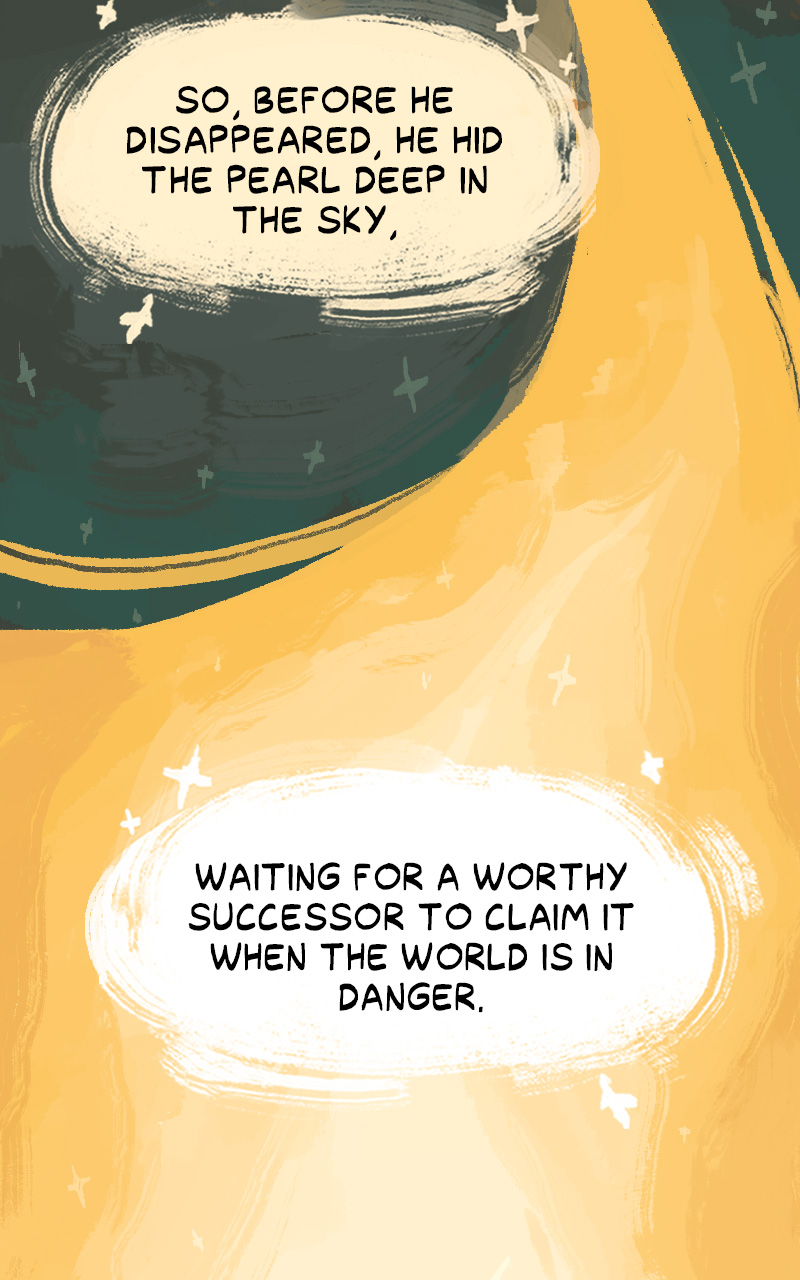 SO, BEFORE HE
DISAPPEARED, HE HID
THE PEARL DEEP IN
THE SKY,
WAITING FOR A WORTHY
SUCCESSOR TO CLAIM IT
WHEN THE WORLD IS IN
DANGER.